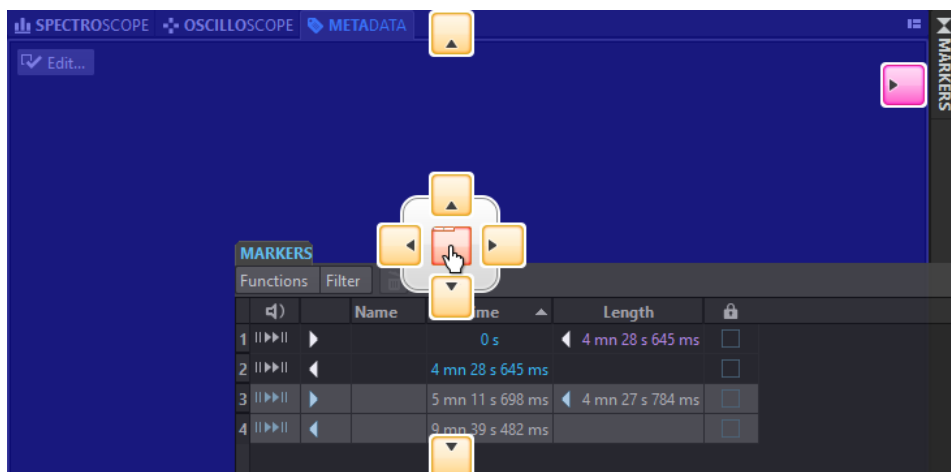 SPECTROSCOPE OSCILLOSCOPE METADATA
MARKERS
Edit...
MARKERS
Functions Filter
Name Length
1 0 s 4 mn 28 s 645 ms
2 4 mn 28 s 645 ms
3 5 mn 11 s 698 ms 4 mn 27 s 784 ms
4 9 mn 39 s 482 ms